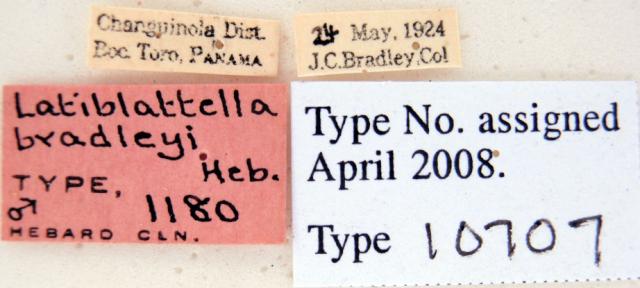 Changuinola Dist.
Boc. Toro, PANAMA
24 May, 1924
J.C.Bradley,Col
Latiblattella
bradleyi
Heb.
TYPE,
♂ 1180
HEBARD CLN.
Type No. assigned
April 2008.
Type 10707